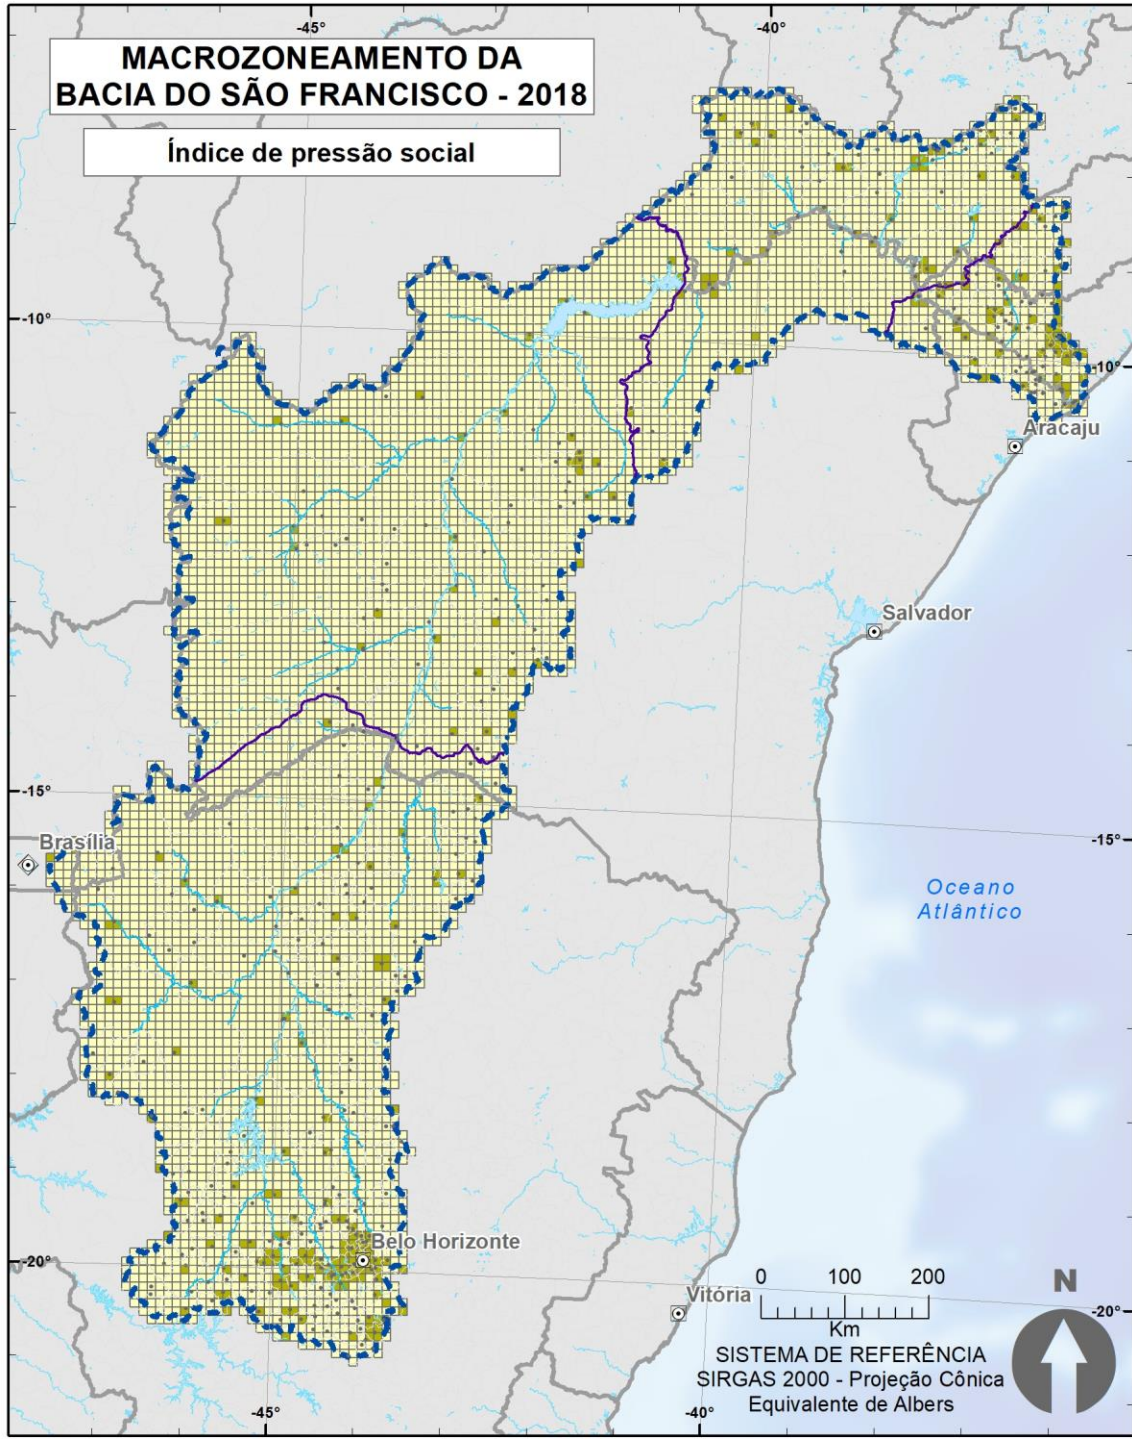 -45°
-40°
MACROZONEAMENTO DA
BACIA DO SÃO FRANCISCO - 2018
Índice de pressão social
-10°
-10°
Aracaju
Salvador
-15°
Brasília
-15°
Oceano
Atlântico
Belo Horizonte
-20°
Vitória
0 100 200
Km
N
-20°
SISTEMA DE REFERÊNCIA
SIRGAS 2000 - Projeção Cônica
Equivalente de Albers
-45°
-40°